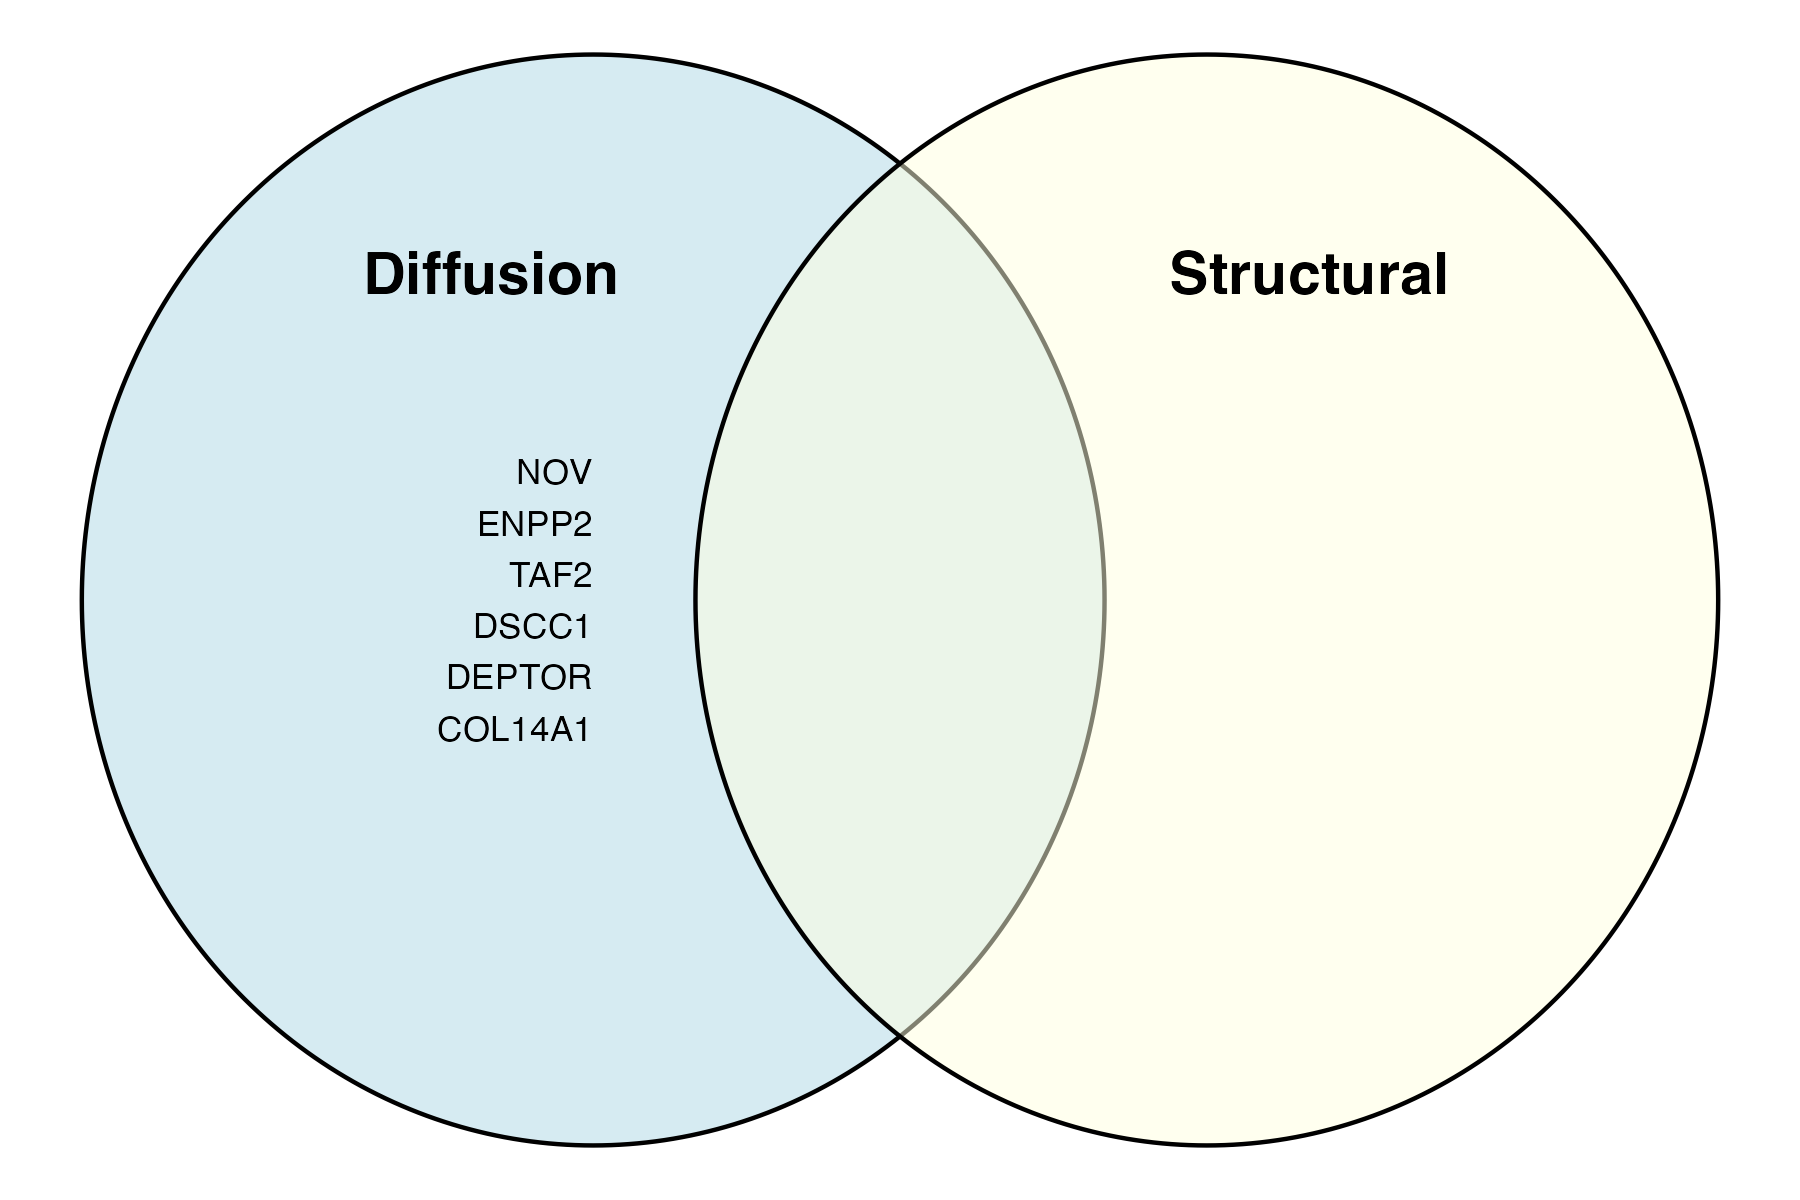 Diffusion
Structural
NOV
ENPP2
TAF2
DSCC1
DEPTOR
COL14A1